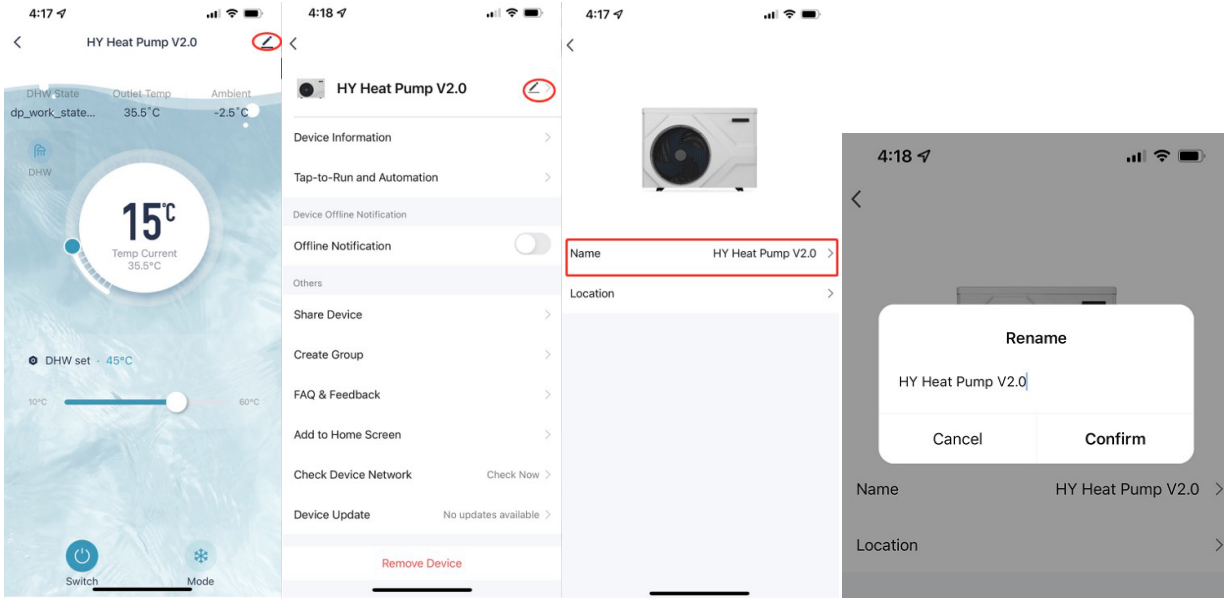 4:17
HY Heat Pump V2.0
DHW State Outlet Temp Ambient
dp_work_state... 35.5°C -2.5°C
DHW
15°C
Temp Current
35.5°C
DHW set · 45°C
10°C 60°C
Switch Mode
4:18
HY Heat Pump V2.0
Device Information
Tap-to-Run and Automation
Device Offline Notification
Offline Notification
Others
Share Device
Create Group
FAQ & Feedback
Add to Home Screen
Check Device Network Check Now
Device Update No updates available
Remove Device
4:17
Name HY Heat Pump V2.0
Location
4:18
Rename
HY Heat Pump V2.0
Cancel Confirm
Name HY Heat Pump V2.0
Location